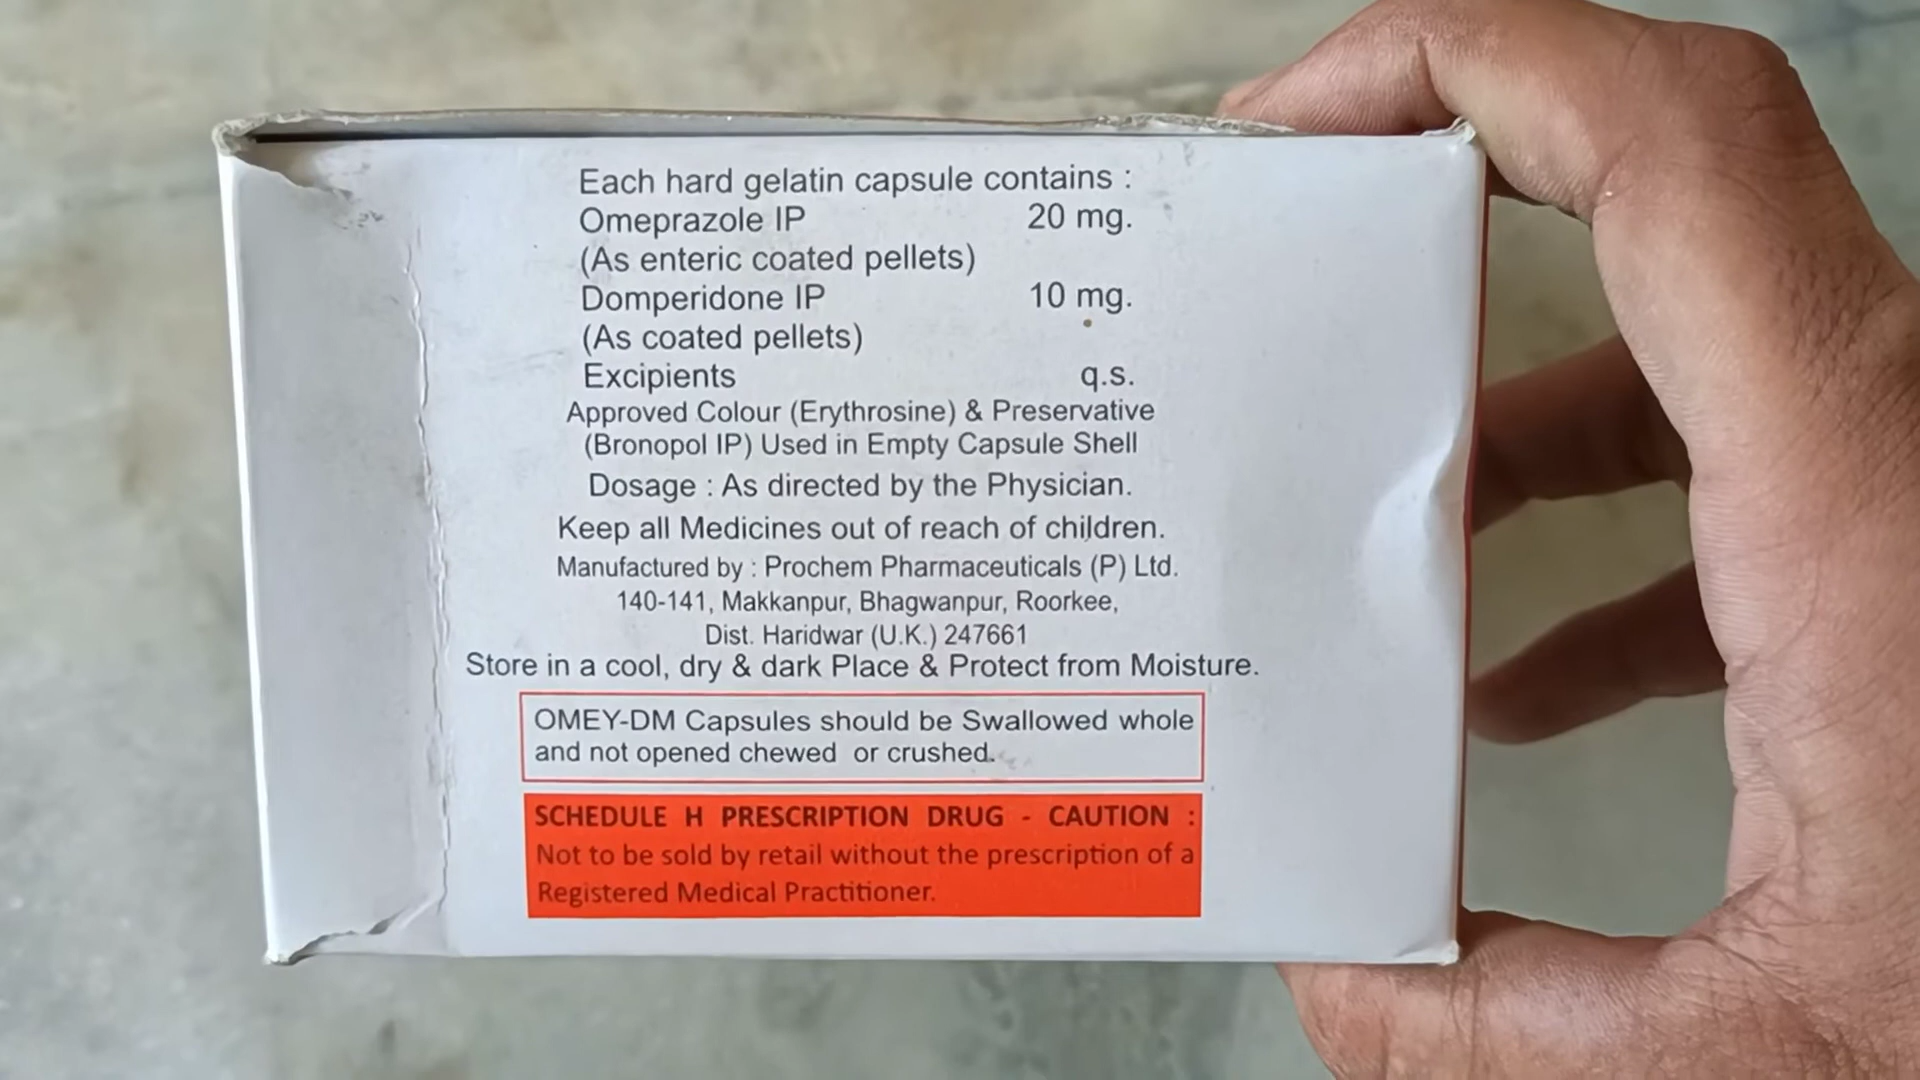 Each hard gelatin capsule contains :
Omeprazole IP 20 mg.
(As enteric coated pellets)
Domperidone IP 10 mg.
(As coated pellets)
Excipients q.s.
Approved Colour (Erythrosine) & Preservative
(Bronopol IP) Used in Empty Capsule Shell
Dosage : As directed by the Physician.
Keep all Medicines out of reach of children.
Manufactured by : Prochem Pharmaceuticals (P) Ltd.
140-141, Makkanpur, Bhagwanpur, Roorkee,
Dist. Haridwar (U.K.) 247661
Store in a cool, dry & dark Place & Protect from Moisture.
OMEY-DM Capsules should be Swallowed whole
and not opened chewed or crushed.
SCHEDULE H PRESCRIPTION DRUG - CAUTION :
Not to be sold by retail without the prescription of a
Registered Medical Practitioner.